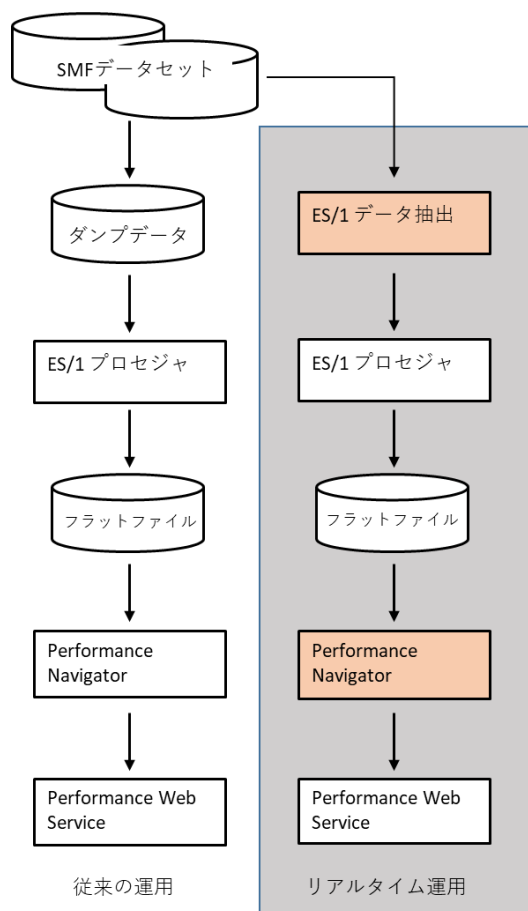 SMFデータセット
ダンプデータ
ES/1 プロセジャ
フラットファイル
Performance
Navigator
Performance Web
Service
従来の運用
ES/1 データ抽出
ES/1 プロセジャ
フラットファイル
Performance
Navigator
Performance Web
Service
リアルタイム運用